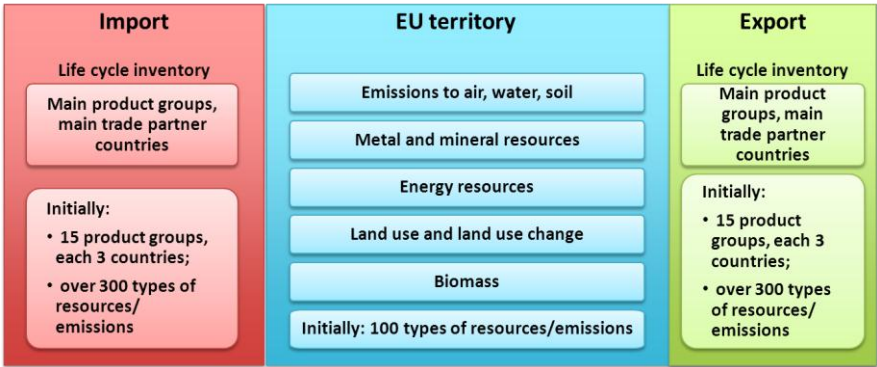 Import
Life cycle inventory
Main product groups,
main trade partner
countries
Initially:
• 15 product groups,
each 3 countries;
• over 300 types of
resources/
emissions
EU territory
Emissions to air, water, soil
Metal and mineral resources
Energy resources
Land use and land use change
Biomass
Initially: 100 types of resources/emissions
Export
Life cycle inventory
Main product
groups, main
trade partner
countries
Initially:
• 15 product
groups, each 3
countries;
• over 300 types
of resources/
emissions